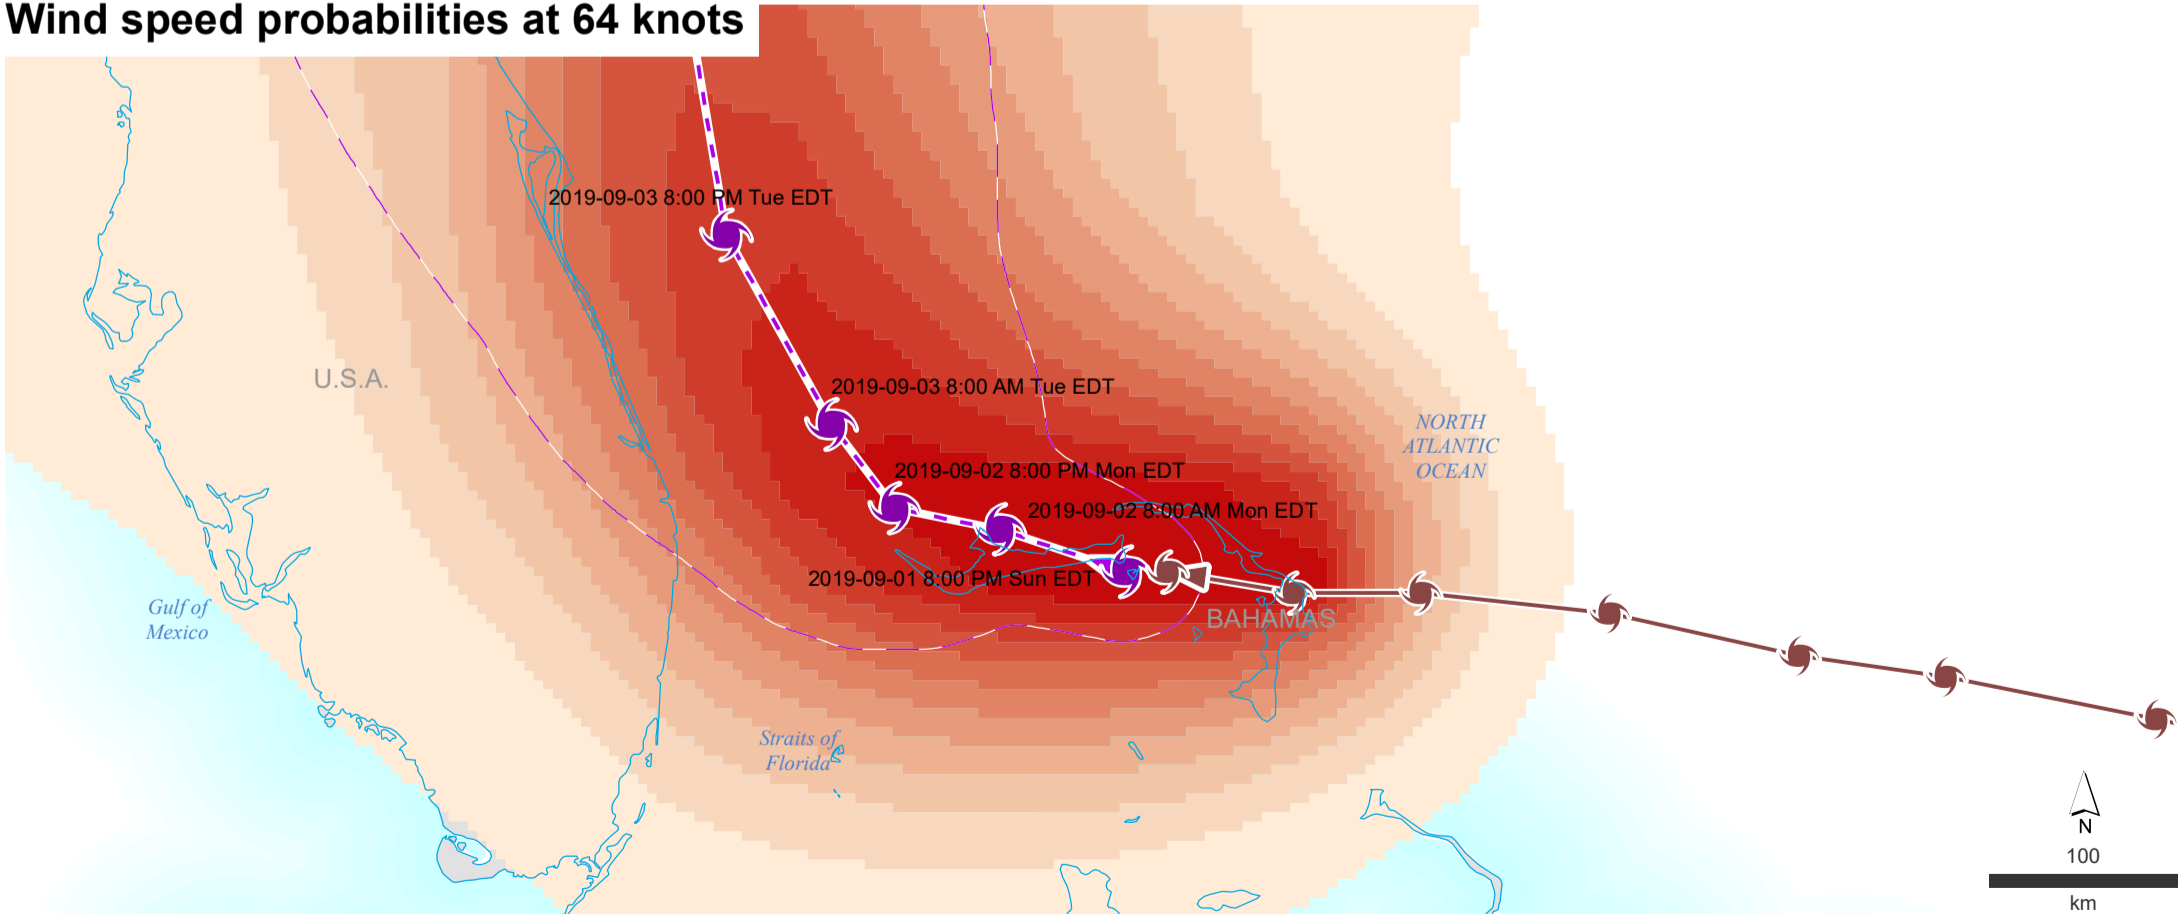 Wind speed probabilities at 64 knots
2019-09-03 8:00 PM Tue EDT
U.S.A.
2019-09-03 8:00 AM Tue EDT
NORTH
ATLANTIC
OCEAN
2019-09-02 8:00 PM Mon EDT
2019-09-02 8:00 AM Mon EDT
2019-09-01 8:00 PM Sun EDT
Gulf of
Mexico
BAHAMAS
Straits of
Florida
N
100
km